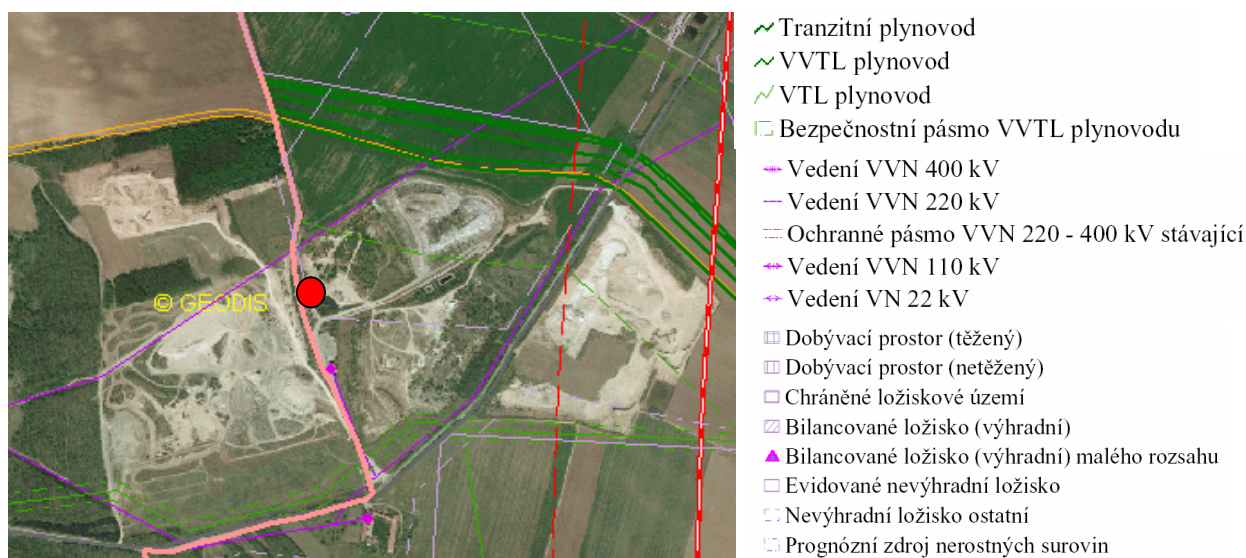 Tranzitní plynovod
VVTL plynovod
VTL plynovod
Bezpečnostní pásmo VVTL plynovodu
Vedení VVN 400 kV
Vedení VVN 220 kV
Ochranné pásmo VVN 220 - 400 kV stávající
Vedení VVN 110 kV
Vedení VN 22 kV
© GEODIS
Dobývací prostor (těžený)
Dobývací prostor (netěžený)
Chráněné ložiskové území
Bilancované ložisko (výhradní)
Bilancované ložisko (výhradní) malého rozsahu
Evidované nevýhradní ložisko
Nevýhradní ložisko ostatní
Prognózní zdroj nerostných surovin